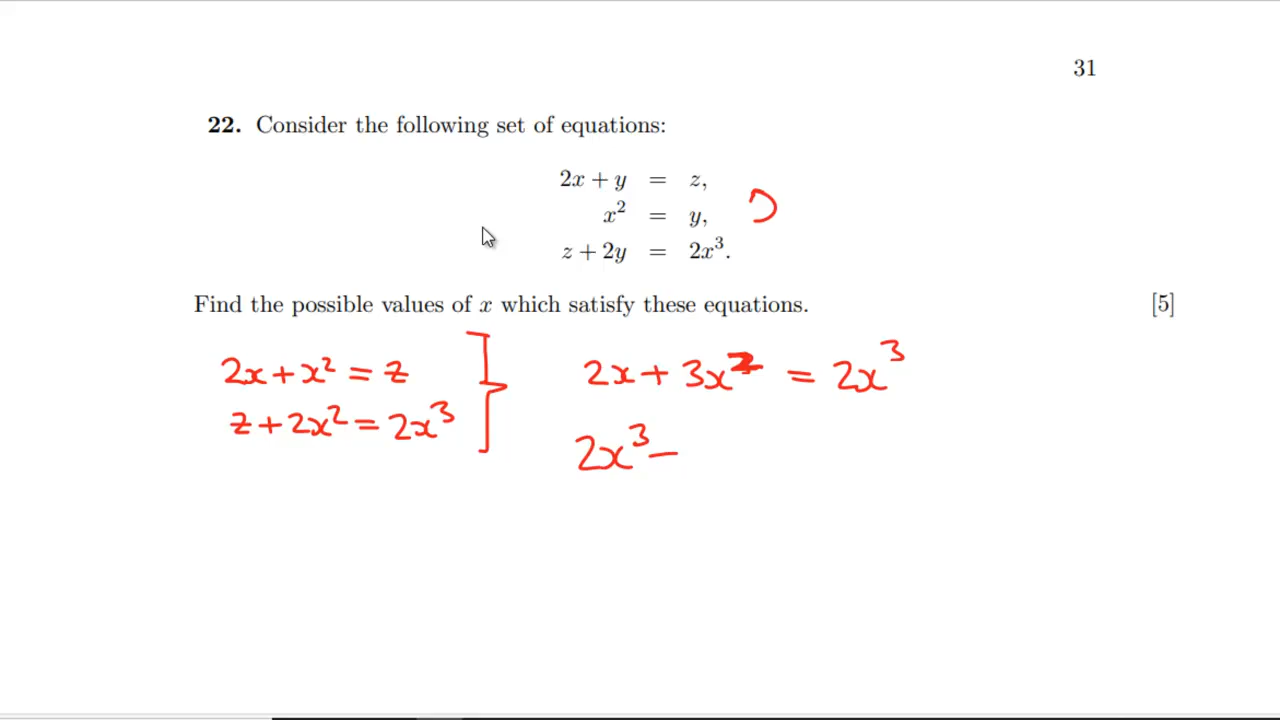 31
22. Consider the following set of equations:
2x + y = z,
x² = y,
z + 2y = 2x³.
Find the possible values of x which satisfy these equations. [5]
2x + x² = z
z + 2x² = 2x³
2x + 3x² = 2x³
2x³ −